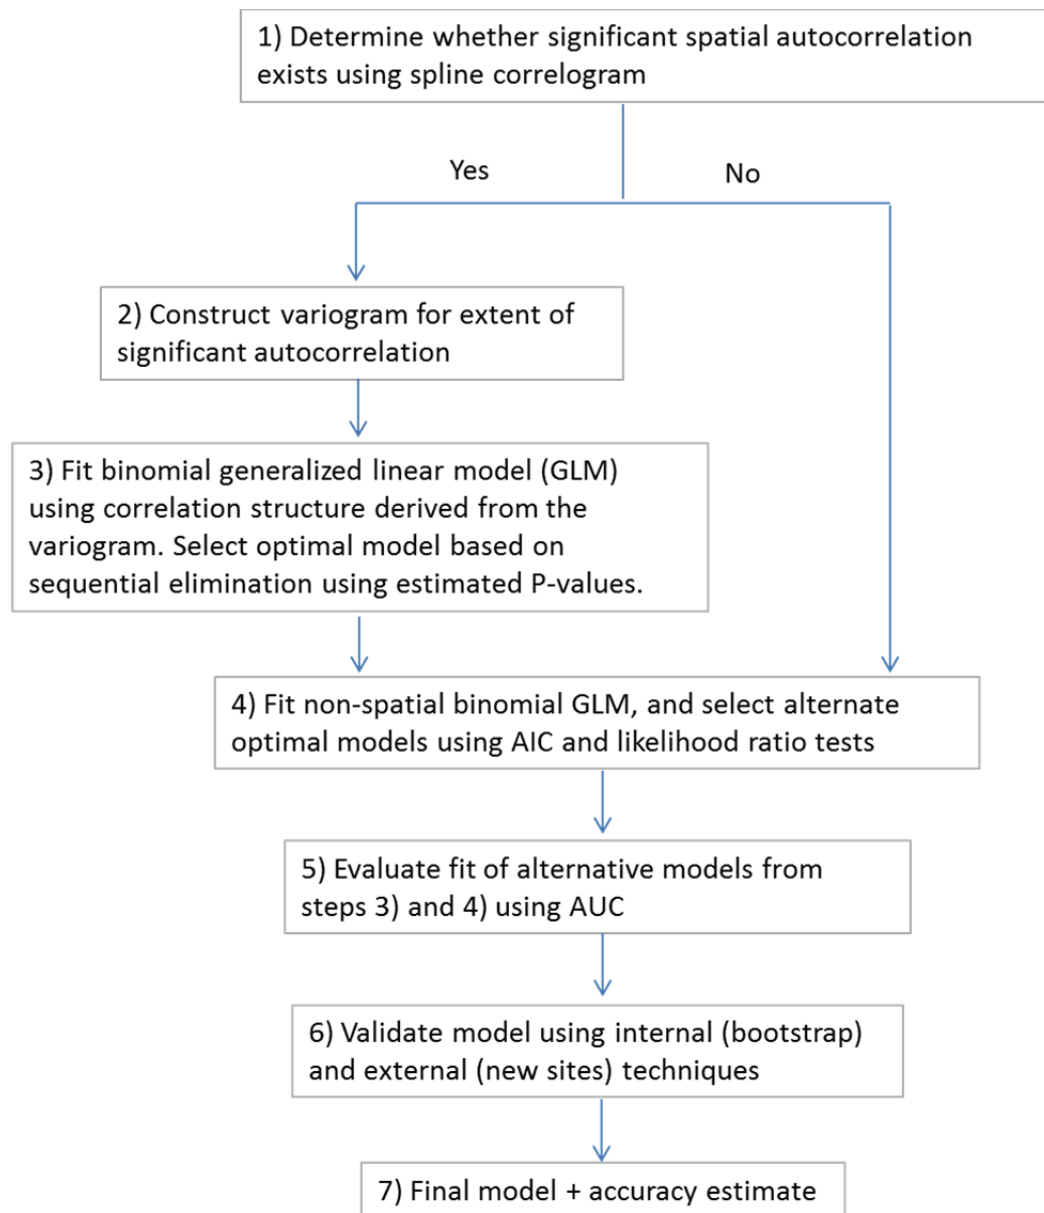 1) Determine whether significant spatial autocorrelation
exists using spline correlogram
Yes
No
2) Construct variogram for extent of
significant autocorrelation
3) Fit binomial generalized linear model (GLM)
using correlation structure derived from the
variogram. Select optimal model based on
sequential elimination using estimated P-values.
4) Fit non-spatial binomial GLM, and select alternate
optimal models using AIC and likelihood ratio tests
5) Evaluate fit of alternative models from
steps 3) and 4) using AUC
6) Validate model using internal (bootstrap)
and external (new sites) techniques
7) Final model + accuracy estimate